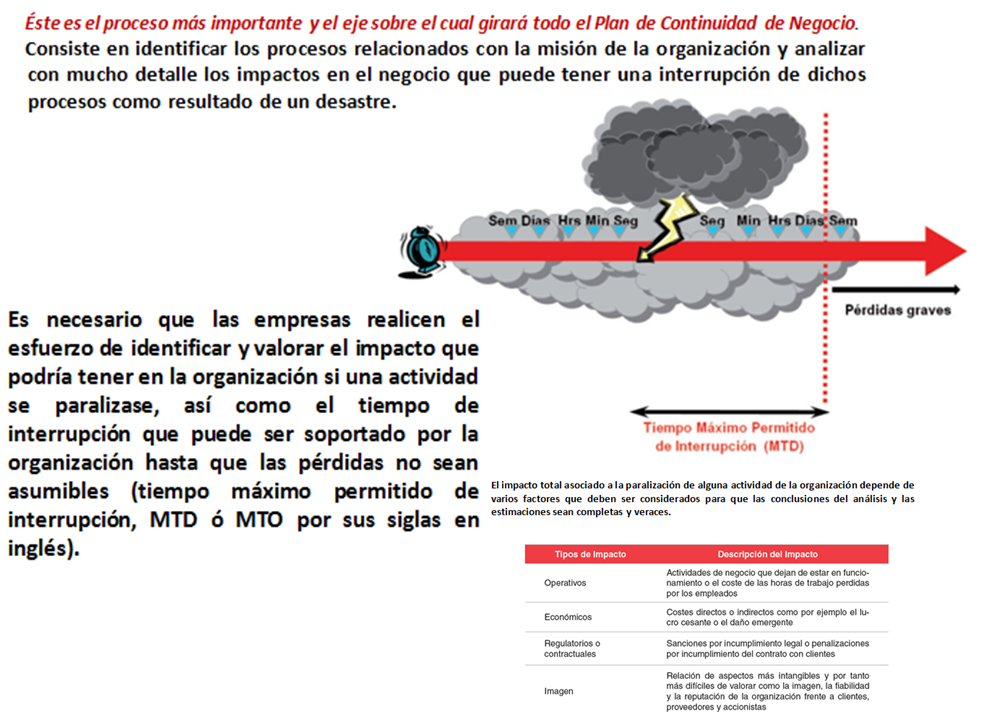 Éste es el proceso más importante y el eje sobre el cual girará todo el Plan de Continuidad de Negocio.
Consiste en identificar los procesos relacionados con la misión de la organización y analizar
con mucho detalle los impactos en el negocio que puede tener una interrupción de dichos
procesos como resultado de un desastre.
Sem Dias Hrs Min Seg Seg Min Hrs Dias Sem
Pérdidas graves
Es necesario que las empresas realicen el
esfuerzo de identificar y valorar el impacto que
podría tener en la organización si una actividad
se paralizase, así como el tiempo de
interrupción que puede ser soportado por la
organización hasta que las pérdidas no sean
asumibles (tiempo máximo permitido de
interrupción, MTD ó MTO por sus siglas en
inglés).
Tiempo Máximo Permitido
de Interrupción (MTD)
El impacto total asociado a la paralización de alguna actividad de la organización depende de
varios factores que deben ser considerados para que las conclusiones del análisis y las
estimaciones sean completas y veraces.
Tipos de Impacto Descripción del Impacto
Operativos
Actividades de negocio que dejan de estar en funcio-
namiento o el coste de las horas de trabajo perdidas
por los empleados
Económicos
Costes directos o indirectos como por ejemplo el lu-
cro cesante o el daño emergente
Regulatorios o
contractuales
Sanciones por incumplimiento legal o penalizaciones
por incumplimiento del contrato con clientes
Imagen
Relación de aspectos más intangibles y por tanto
más difíciles de valorar como la imagen, la fiabilidad
y la reputación de la organización frente a clientes,
proveedores y accionistas